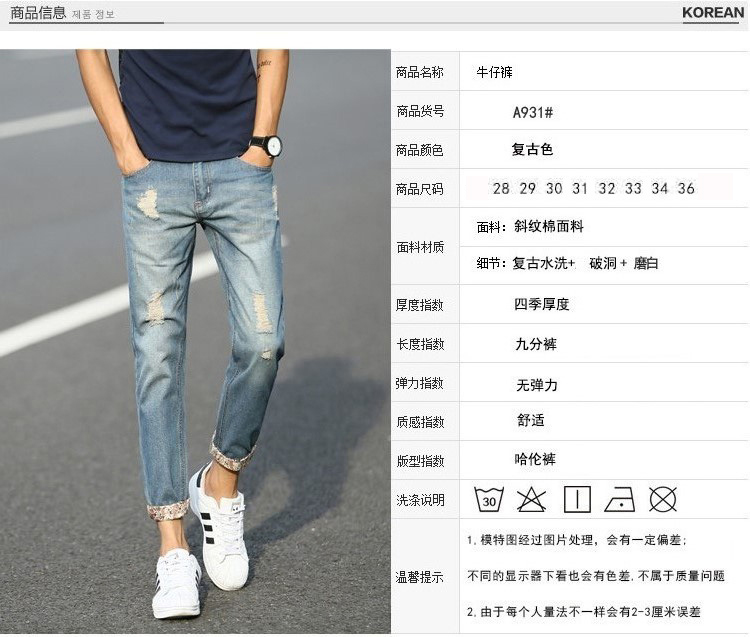 商品信息 제품 정보 KOREAN
商品名称 牛仔裤
商品货号 A931#
商品颜色 复古色
商品尺码 28 29 30 31 32 33 34 36
面料材质 面料: 斜纹棉面料
细节: 复古水洗+ 破洞 + 磨白
厚度指数 四季厚度
长度指数 九分裤
弹力指数 无弹力
质感指数 舒适
版型指数 哈伦裤
洗涤说明 30
温馨提示 1,模特图经过图片处理, 会有一定偏差;
不同的显示器下看也会有色差,不属于质量问题
2,由于每个人量法不一样会有2-3厘米误差